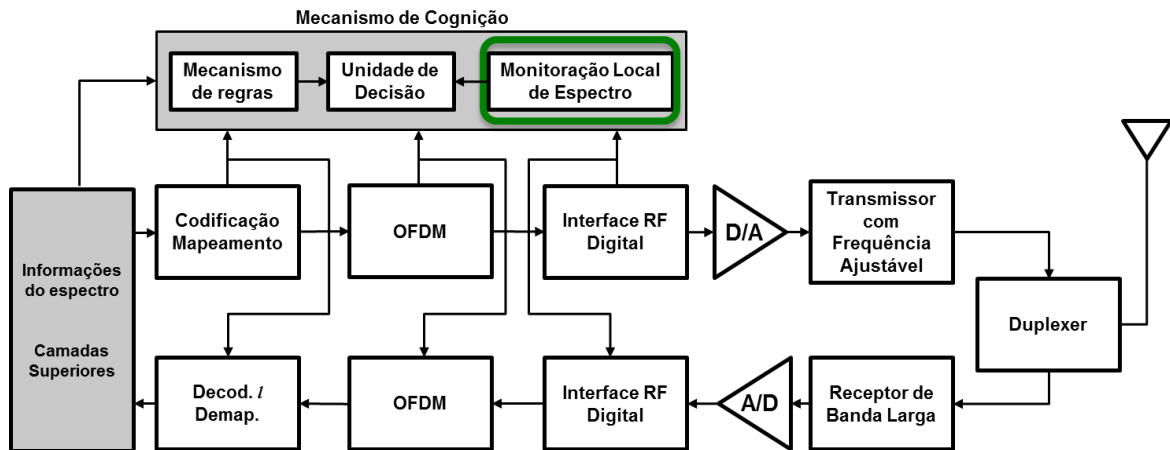 Mecanismo de Cognição
Mecanismo
de regras
Unidade de
Decisão
Monitoração Local
de Espectro
Informações
do espectro
Camadas
Superiores
Codificação
Mapeamento
OFDM
Interface RF
Digital
D/A
Transmissor
com
Frequência
Ajustável
Duplexer
Decod. /
Demap.
OFDM
Interface RF
Digital
A/D
Receptor de
Banda Larga